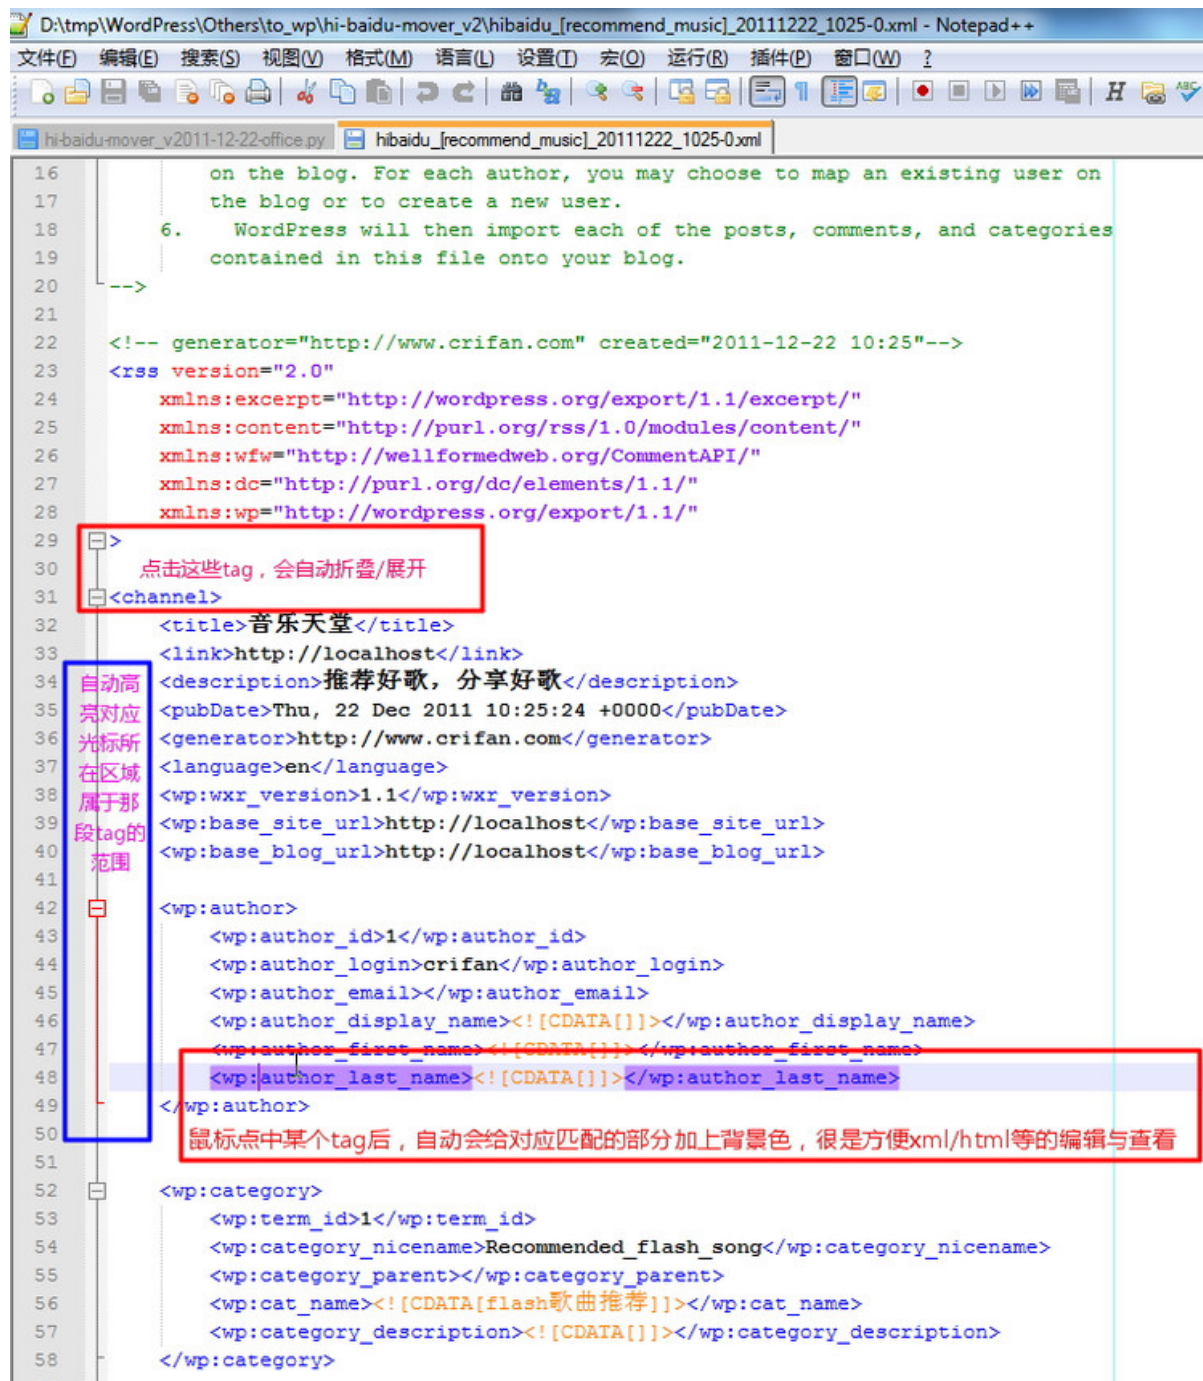 D:\tmp\WordPress\Others\to_wp\hi-baidu-mover_v2\hibaidu_[recommend_music]_20111222_1025-0.xml - Notepad++
文件(F) 编辑(E) 搜索(S) 视图(V) 格式(M) 语言(L) 设置(T) 宏(O) 运行(R) 插件(P) 窗口(W) ?
H ABC
hi-baidu-mover_v2011-12-22-office.py hibaidu_[recommend_music]_20111222_1025-0.xml
16 on the blog. For each author, you may choose to map an existing user on
17 the blog or to create a new user.
18 6. WordPress will then import each of the posts, comments, and categories
19 contained in this file onto your blog.
20 -->
21
22 <!-- generator="http://www.crifan.com" created="2011-12-22 10:25"-->
23 <rss version="2.0"
24 xmlns:excerpt="http://wordpress.org/export/1.1/excerpt/"
25 xmlns:content="http://purl.org/rss/1.0/modules/content/"
26 xmlns:wfw="http://wellformedweb.org/CommentAPI/"
27 xmlns:dc="http://purl.org/dc/elements/1.1/"
28 xmlns:wp="http://wordpress.org/export/1.1/"
29 >
30 点击这些tag，会自动折叠/展开
31 <channel>
32 <title>音乐天堂</title>
33 <link>http://localhost</link>
34 <description>推荐好歌，分享好歌</description>
35 <pubDate>Thu, 22 Dec 2011 10:25:24 +0000</pubDate>
36 <generator>http://www.crifan.com</generator>
37 <language>en</language>
38 <wp:wxr_version>1.1</wp:wxr_version>
39 <wp:base_site_url>http://localhost</wp:base_site_url>
40 <wp:base_blog_url>http://localhost</wp:base_blog_url>
41
自动高
亮对应
光标所
在区域
属于那
段tag的
范围
42 <wp:author>
43 <wp:author_id>1</wp:author_id>
44 <wp:author_login>crifan</wp:author_login>
45 <wp:author_email></wp:author_email>
46 <wp:author_display_name><![CDATA[]]></wp:author_display_name>
47 <wp:author_first_name><![CDATA[]]></wp:author_first_name>
48 <wp:author_last_name><![CDATA[]]></wp:author_last_name>
49 </wp:author>
50 鼠标点中某个tag后，自动会给对应匹配的部分加上背景色，很是方便xml/html等的编辑与查看
51
52 <wp:category>
53 <wp:term_id>1</wp:term_id>
54 <wp:category_nicename>Recommended_flash_song</wp:category_nicename>
55 <wp:category_parent></wp:category_parent>
56 <wp:cat_name><![CDATA[flash歌曲推荐]]></wp:cat_name>
57 <wp:category_description><![CDATA[]]></wp:category_description>
58 </wp:category>